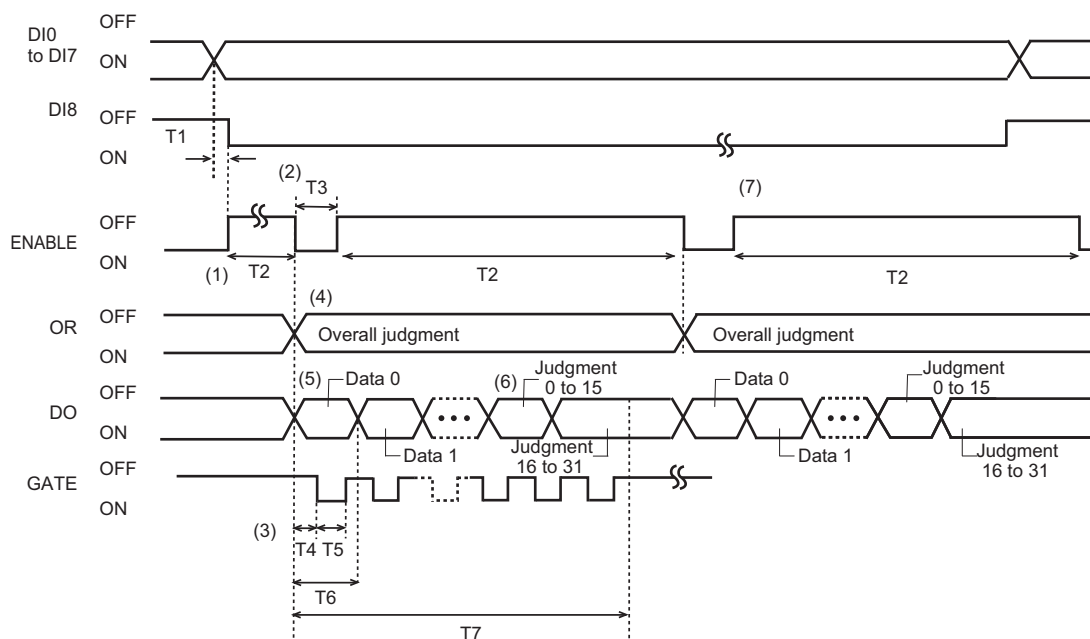 DI0
to DI7
OFF
ON
DI8
OFF
T1
ON
(2)
T3
(7)
ENABLE
OFF
ON
(1)
T2
T2
T2
OR
OFF
ON
(4)
Overall judgment
Overall judgment
DO
OFF
ON
(5)
Data 0
(6)
Judgment
0 to 15
Data 0
Judgment
0 to 15
Data 1
Judgment
16 to 31
Data 1
Judgment
16 to 31
GATE
OFF
ON
(3)
T4
T5
T6
T7